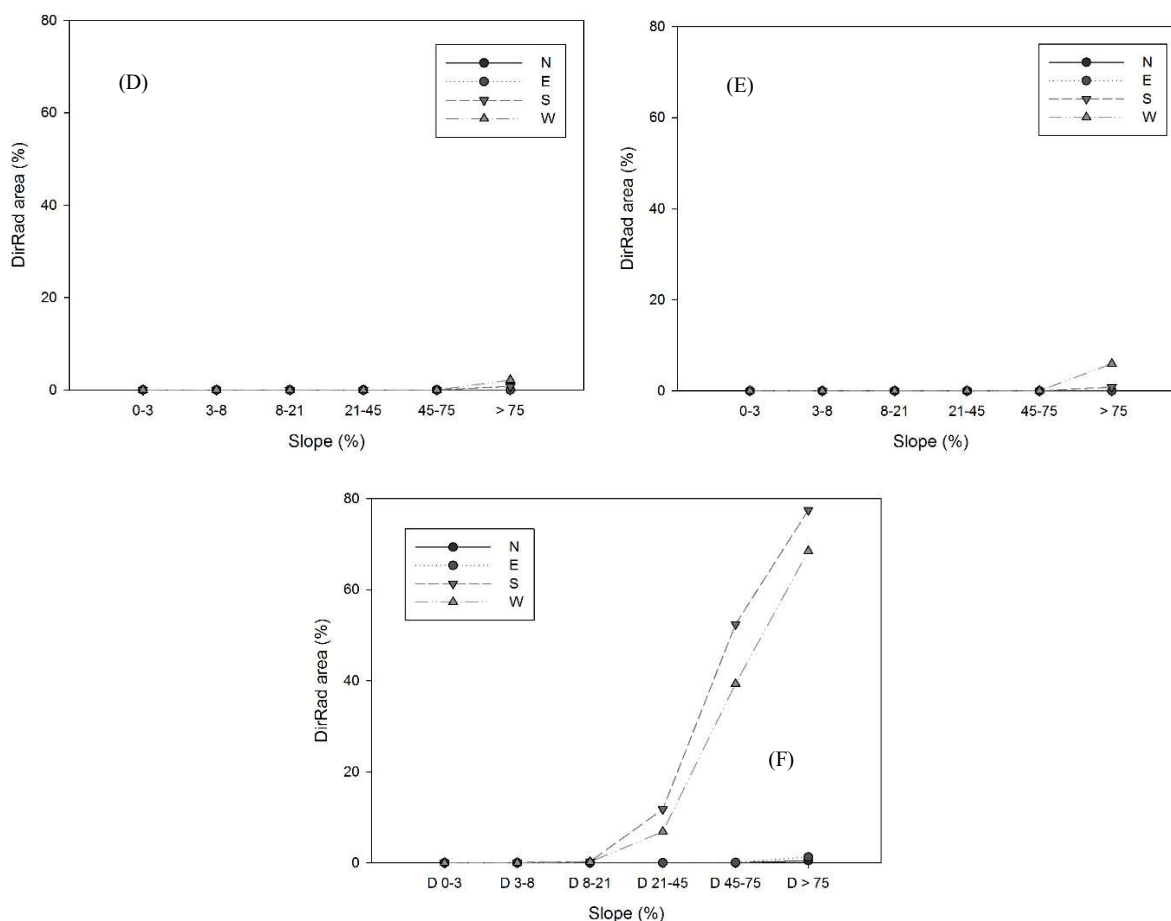 80
60
40
20
0
DirRad area (%)
(D)
N
E
S
W
0-3 3-8 8-21 21-45 45-75 > 75
Slope (%)
80
60
40
20
0
DirRad area (%)
(E)
N
E
S
W
0-3 3-8 8-21 21-45 45-75 > 75
Slope (%)
80
60
40
20
0
DirRad area (%)
N
E
S
W
(F)
D 0-3 D 3-8 D 8-21 D 21-45 D 45-75 D > 75
Slope (%)